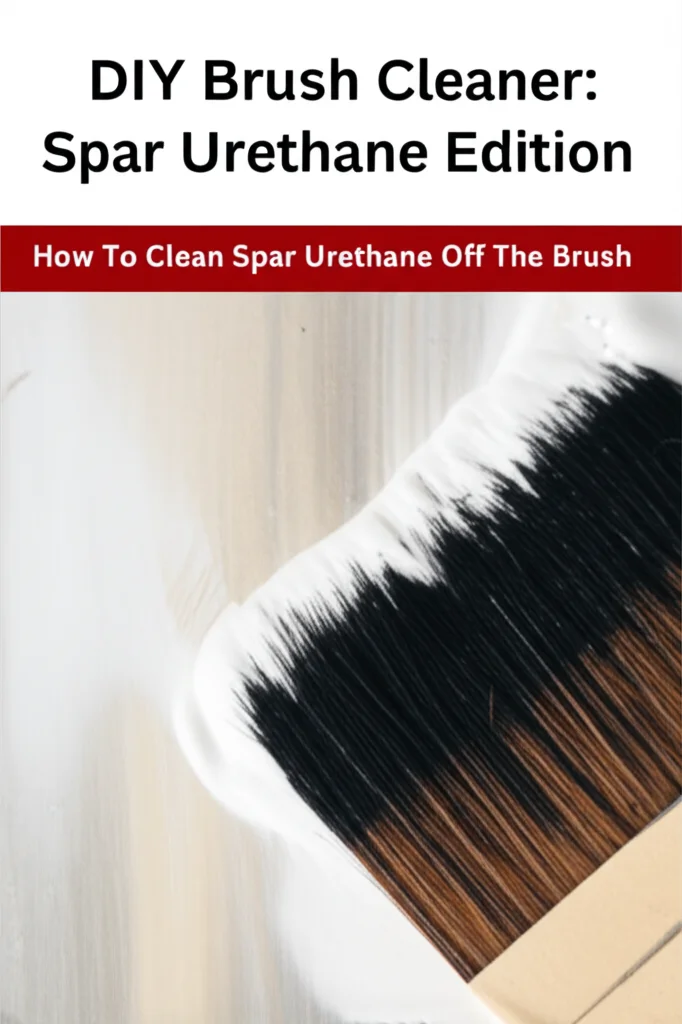 DIY Brush Cleaner:
Spar Urethane Edition
How To Clean Spar Urethane Off The Brush